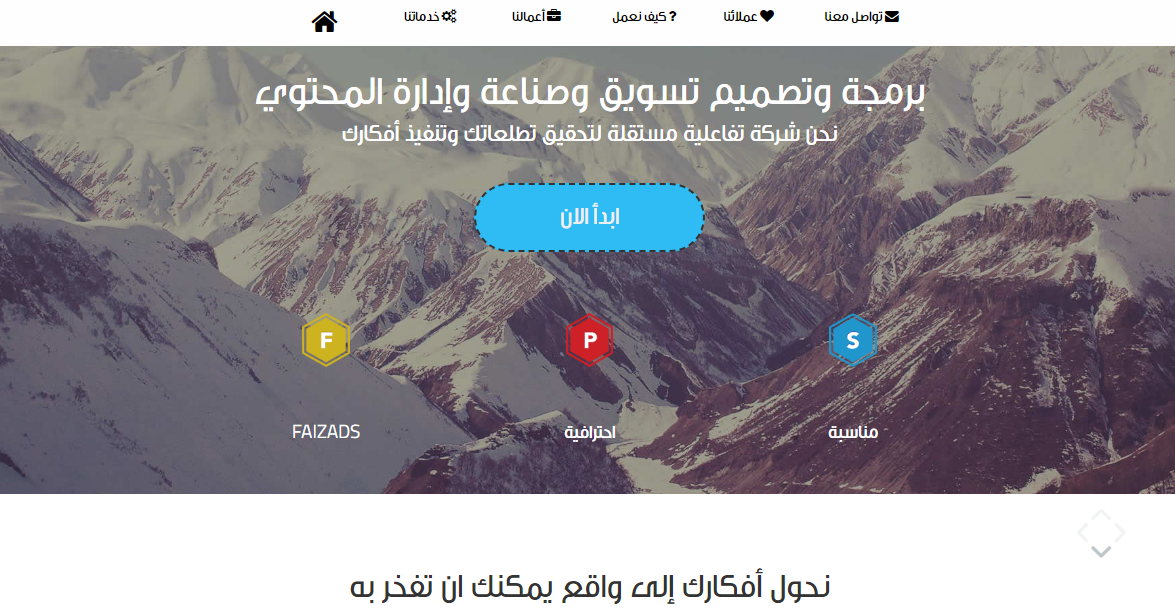 تواصل معنا
عملائنا
كيف نعمل ?
أعمالنا
خدماتنا
برمجة وتصميم تسويق وصناعة وإدارة المحتوي
نحن شركة تفاعلية مستقلة لتحقيق تطلعاتك وتنفيذ أفكارك
ابدأ الان
S
P
F
مناسبة
احترافية
FAIZADS
نحول أفكارك إلى واقع يمكنك ان تفخر به